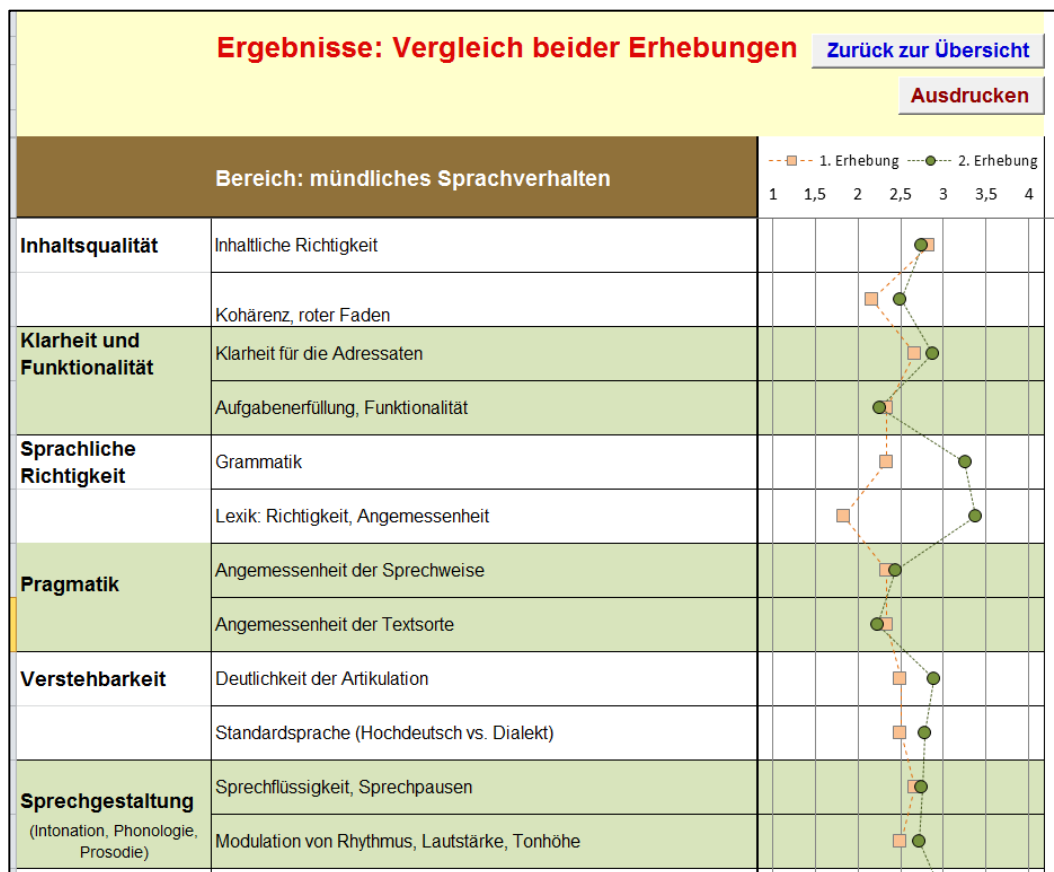 Ergebnisse: Vergleich beider Erhebungen
Zurück zur Übersicht
Ausdrucken
Bereich: mündliches Sprachverhalten
1. Erhebung 2. Erhebung
1 1,5 2 2,5 3 3,5 4
Inhaltsqualität
Inhaltliche Richtigkeit
Kohärenz, roter Faden
Klarheit und
Funktionalität
Klarheit für die Adressaten
Aufgabenerfüllung, Funktionalität
Sprachliche
Richtigkeit
Grammatik
Lexik: Richtigkeit, Angemessenheit
Pragmatik
Angemessenheit der Sprechweise
Angemessenheit der Textsorte
Verstehbarkeit
Deutlichkeit der Artikulation
Standardsprache (Hochdeutsch vs. Dialekt)
Sprechgestaltung
(Intonation, Phonologie,
Prosodie)
Sprechflüssigkeit, Sprechpausen
Modulation von Rhythmus, Lautstärke, Tonhöhe